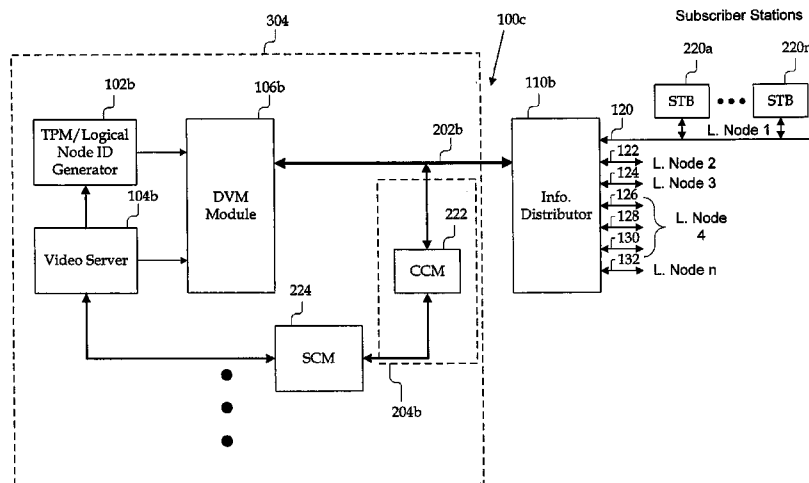 Subscriber Stations
304
100c
220a
220n
102b
106b
110b
STB
STB
120
TPM/Logical
Node ID
Generator
L. Node 1
202b
122
L. Node 2
124
L. Node 3
104b
DVM
Module
Info.
Distributor
126
222
128
L. Node
4
Video Server
130
CCM
132
L. Node n
224
SCM
204b